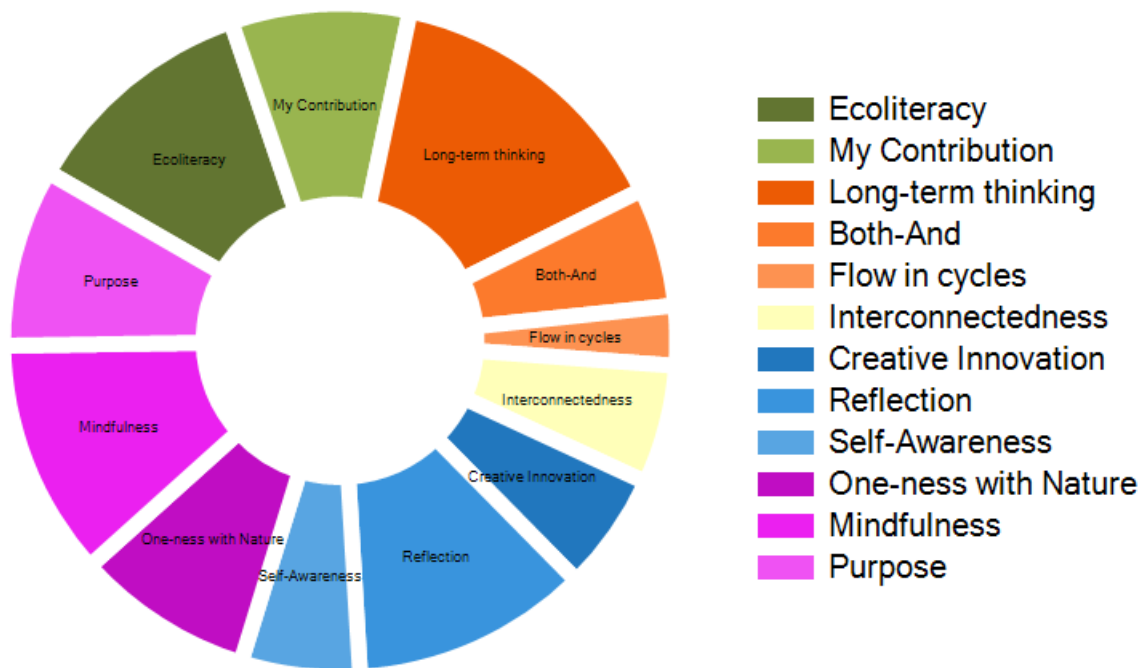 My Contribution
Ecoliteracy
Long-term thinking
Purpose
Both-And
Flow in cycles
Mindfulness
Interconnectedness
Creative Innovation
One-ness with Nature
Self-Awareness
Reflection
Ecoliteracy
My Contribution
Long-term thinking
Both-And
Flow in cycles
Interconnectedness
Creative Innovation
Reflection
Self-Awareness
One-ness with Nature
Mindfulness
Purpose